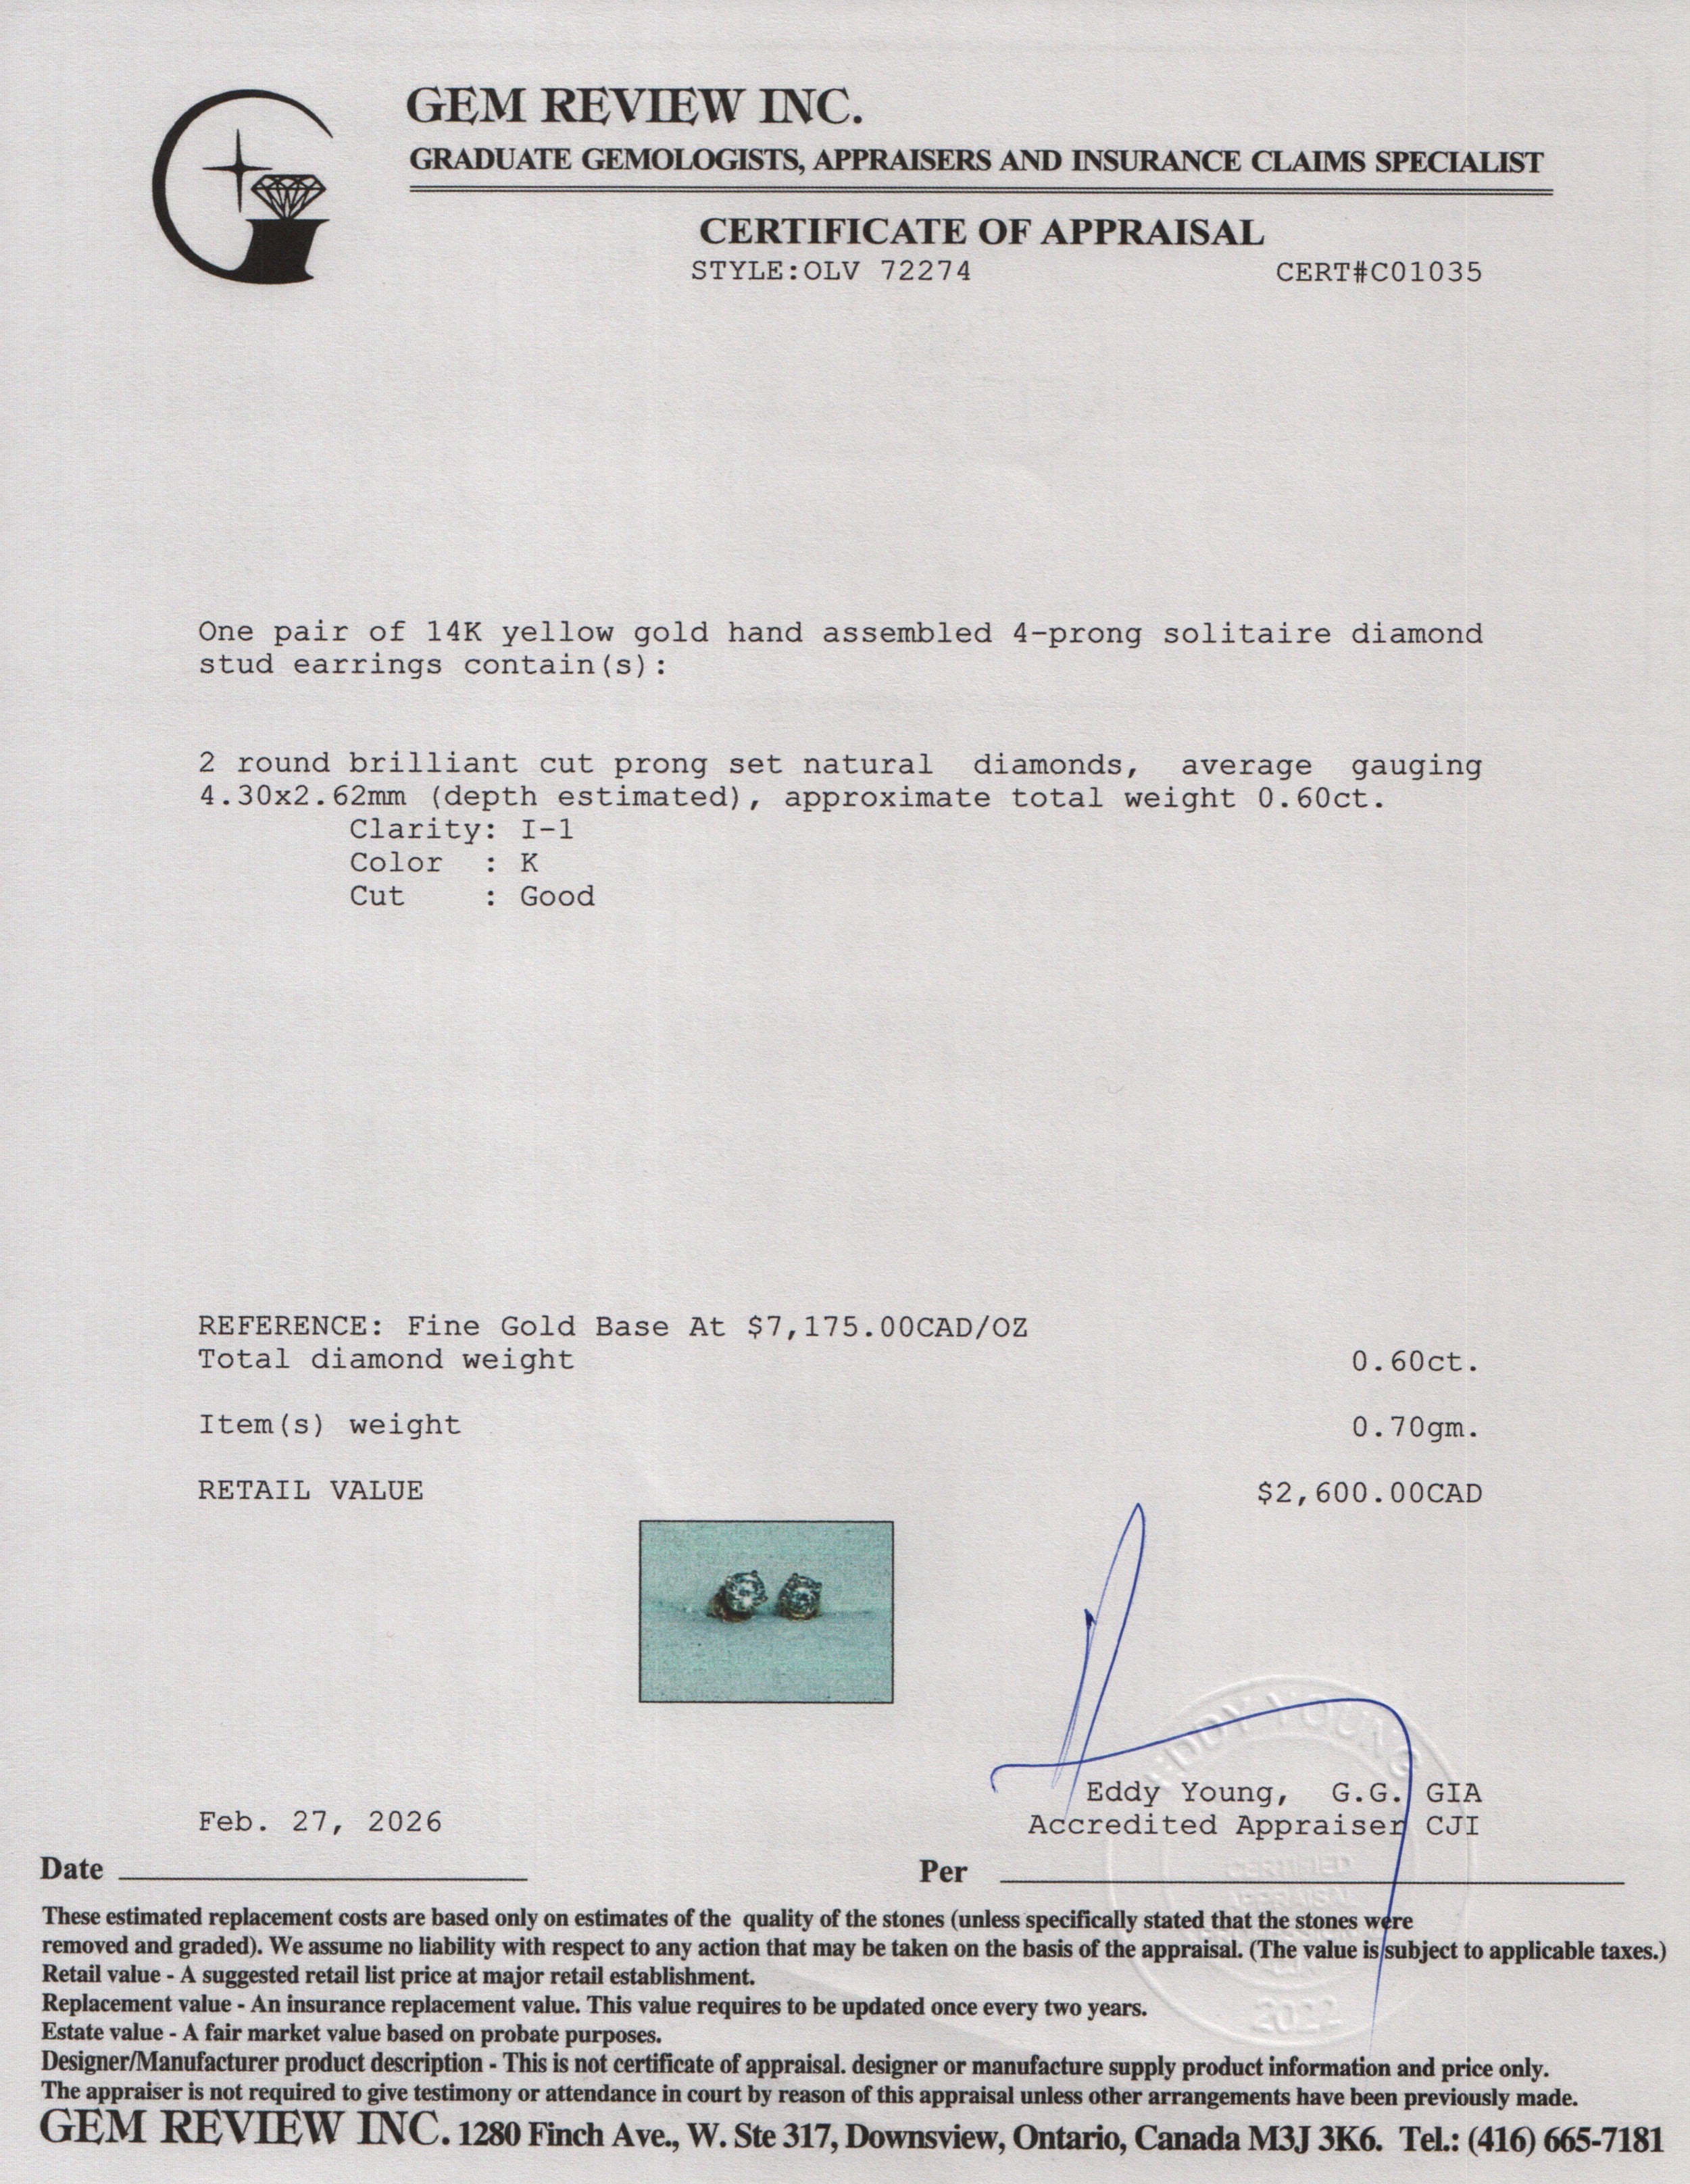 GEM REVIEW INC.
GRADUATE GEMOLOGISTS, APPRAISERS AND INSURANCE CLAIMS SPECIALIST
CERTIFICATE OF APPRAISAL
STYLE:OLV 72274 CERT#C01035
One pair of 14K yellow gold hand assembled 4-prong solitaire diamond
stud earrings contain(s):
2 round brilliant cut prong set natural diamonds, average gauging
4.30x2.62mm (depth estimated), approximate total weight 0.60ct.
Clarity: I-1
Color : K
Cut : Good
REFERENCE: Fine Gold Base At $7,175.00CAD/OZ
Total diamond weight 0.60ct.
Item(s) weight 0.70gm.
RETAIL VALUE $2,600.00CAD
EDDY YOUNG
Eddy Young, G.G. GIA
Feb. 27, 2026 Accredited Appraiser CJI
Date Per
CERTIFIED
APPRAISAL
2022
These estimated replacement costs are based only on estimates of the quality of the stones (unless specifically stated that the stones were
removed and graded). We assume no liability with respect to any action that may be taken on the basis of the appraisal. (The value is subject to applicable taxes.)
Retail value - A suggested retail list price at major retail establishment.
Replacement value - An insurance replacement value. This value requires to be updated once every two years.
Estate value - A fair market value based on probate purposes.
Designer/Manufacturer product description - This is not certificate of appraisal. designer or manufacture supply product information and price only.
The appraiser is not required to give testimony or attendance in court by reason of this appraisal unless other arrangements have been previously made.
GEM REVIEW INC. 1280 Finch Ave., W. Ste 317, Downsview, Ontario, Canada M3J 3K6. Tel.: (416) 665-7181